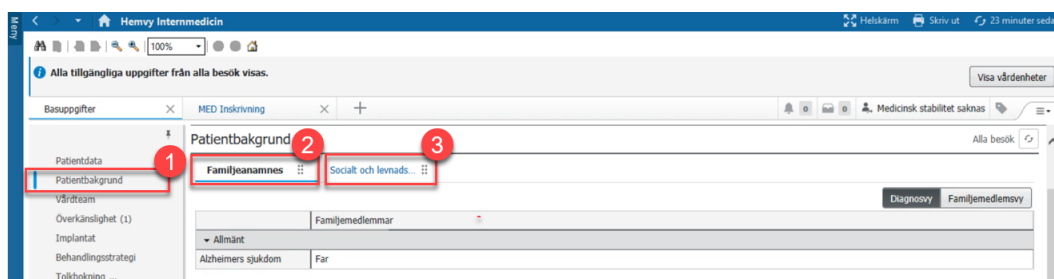 Meny
Hemvy Internmedicin
Helskärm Skriv ut 23 minuter seda
100%
Alla tillgängliga uppgifter från alla besök visas.
Visa vårdenheter
Basuppgifter MED Inskrivning
0 0 Medicinsk stabilitet saknas
Patientbakgrund
Alla besök
1 2 3
Patientdata
Patientbakgrund
Vårdteam
Överkänslighet (1)
Implantat
Behandlingsstrategi
Tolkbokning ...
Familjeanamnes Socialt och levnads...
Diagnosvy Familjemedlemsvy
Familjemedlemmar
Allmänt
Alzheimers sjukdom Far